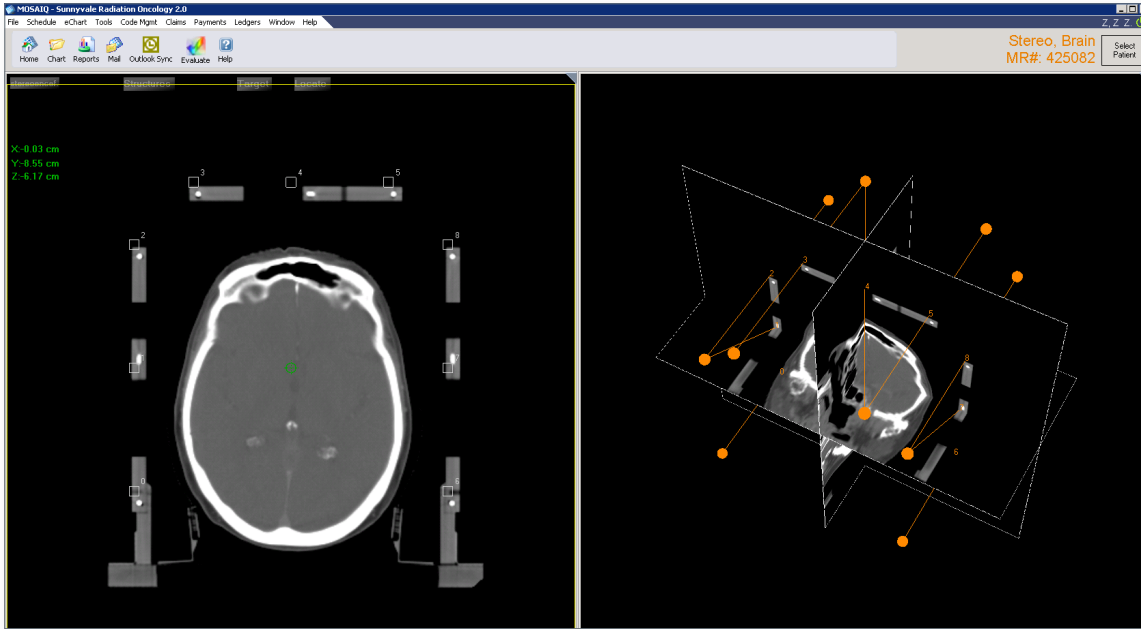 MOSAIQ - Sunnyvale Radiation Oncology 2.0
File Schedule eChart Tools Code Mgmt Claims Payments Ledgers Window Help
Z, Z Z.
Home Chart Reports Mail Outlook Sync Evaluate Help
Stereo, Brain
MR#: 425082
Select
Patient
Structures Target Locate
X:-0.03 cm
Y:-8.55 cm
Z:-6.17 cm
3 4 5
2 8
0 6
2 3 4 5
0 8
6